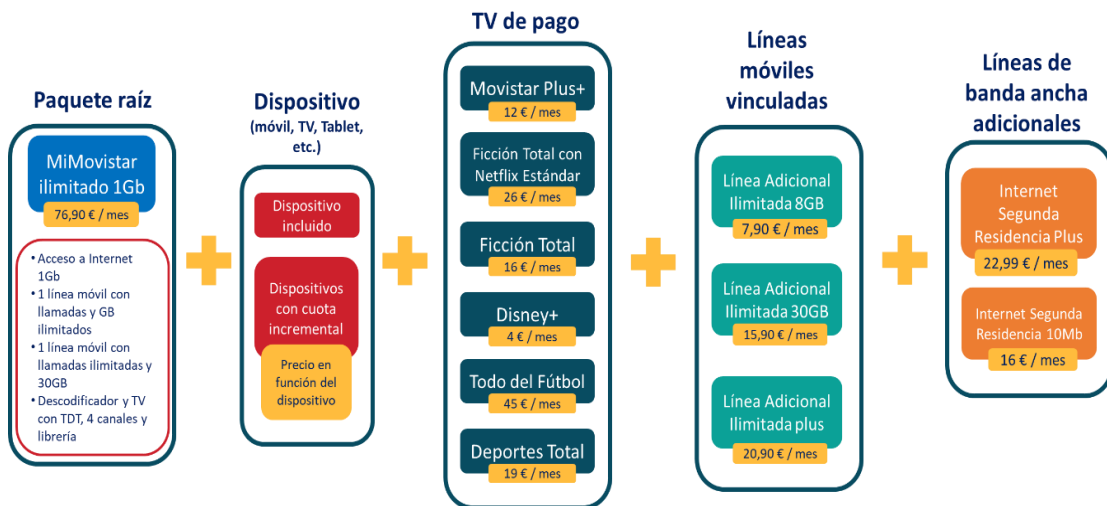 Paquete raíz
MiMovistar
ilimitado 1Gb
76,90 € / mes
• Acceso a Internet
1Gb
• 1 línea móvil con
llamadas y GB
ilimitados
• 1 línea móvil con
llamadas ilimitadas y
30GB
• Descodificador y TV
con TDT, 4 canales y
librería
Dispositivo
(móvil, TV, Tablet,
etc.)
Dispositivo
incluido
Dispositivos
con cuota
incremental
Precio en
función del
dispositivo
TV de pago
Movistar Plus+
12 € / mes
Ficción Total con
Netflix Estándar
26 € / mes
Ficción Total
16 € / mes
Disney+
4 € / mes
Todo del Fútbol
45 € / mes
Deportes Total
19 € / mes
Líneas
móviles
vinculadas
Línea Adicional
Ilimitada 8GB
7,90 € / mes
Línea Adicional
Ilimitada 30GB
15,90 € / mes
Línea Adicional
Ilimitada plus
20,90 € / mes
Líneas de
banda ancha
adicionales
Internet
Segunda
Residencia Plus
22,99 € / mes
Internet Segunda
Residencia 10Mb
16 € / mes